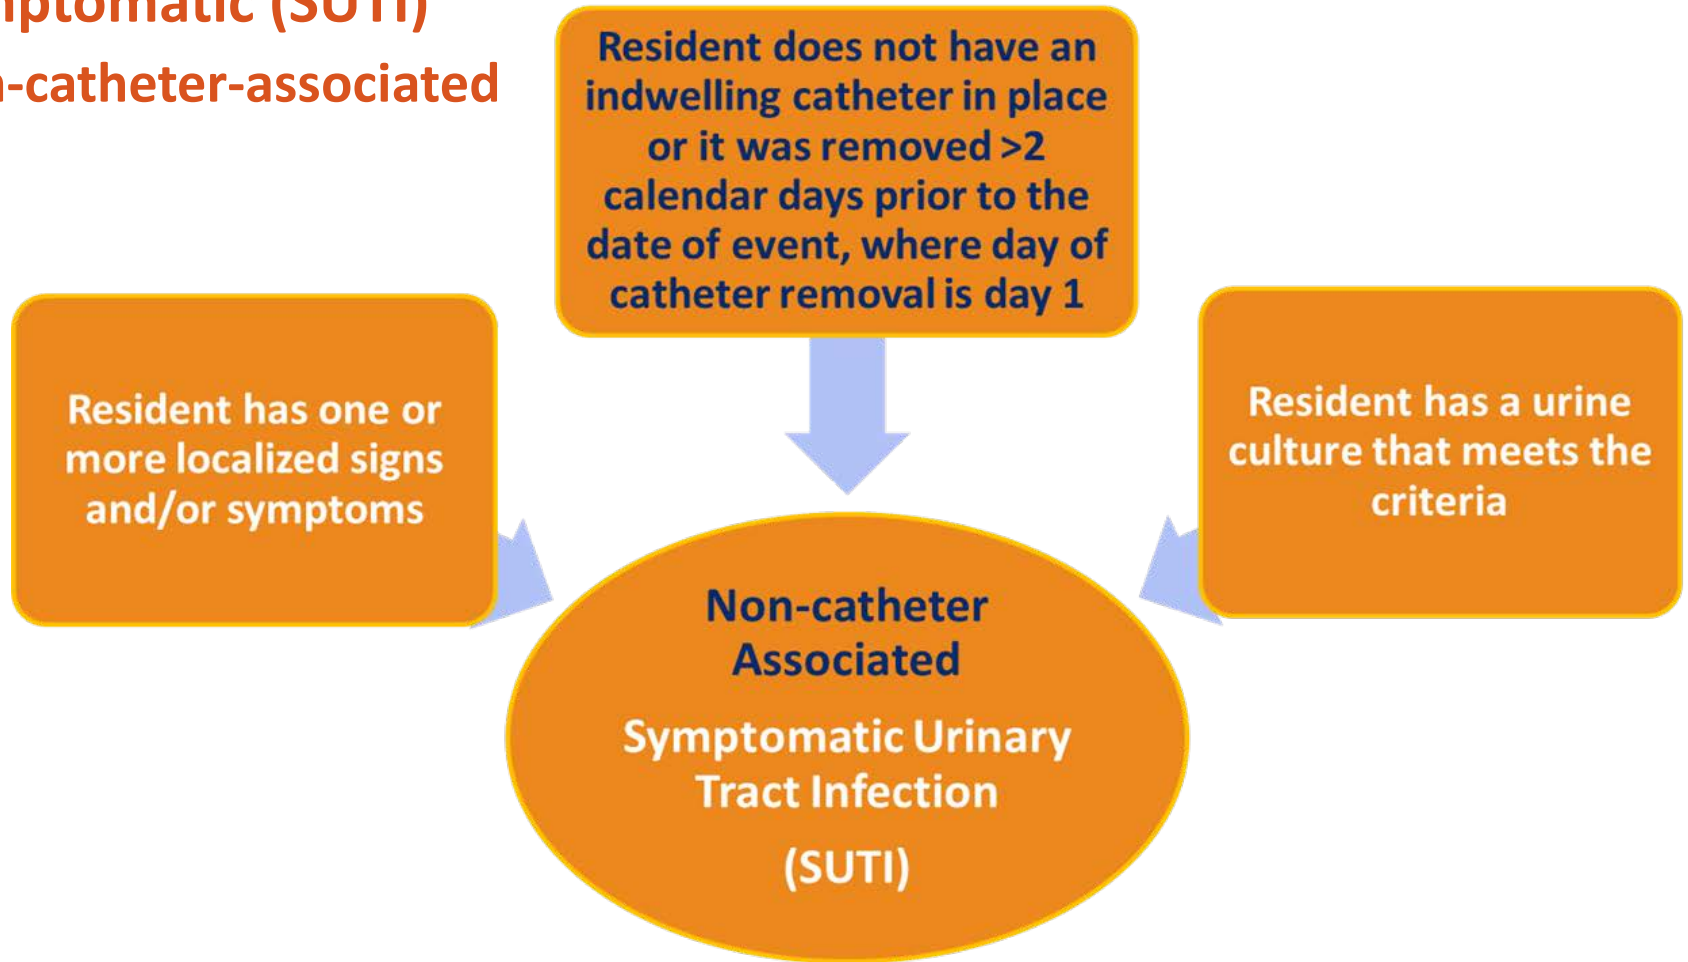 (SUTI)
-catheter-associated
Resident does not have an
indwelling catheter in place
or it was removed >2
calendar days prior to the
date of event, where day of
catheter removal is day 1
Resident has one or
more localized signs
and/or symptoms
Resident has a urine
culture that meets the
criteria
Non-catheter
Associated
Symptomatic Urinary
Tract Infection
(SUTI)